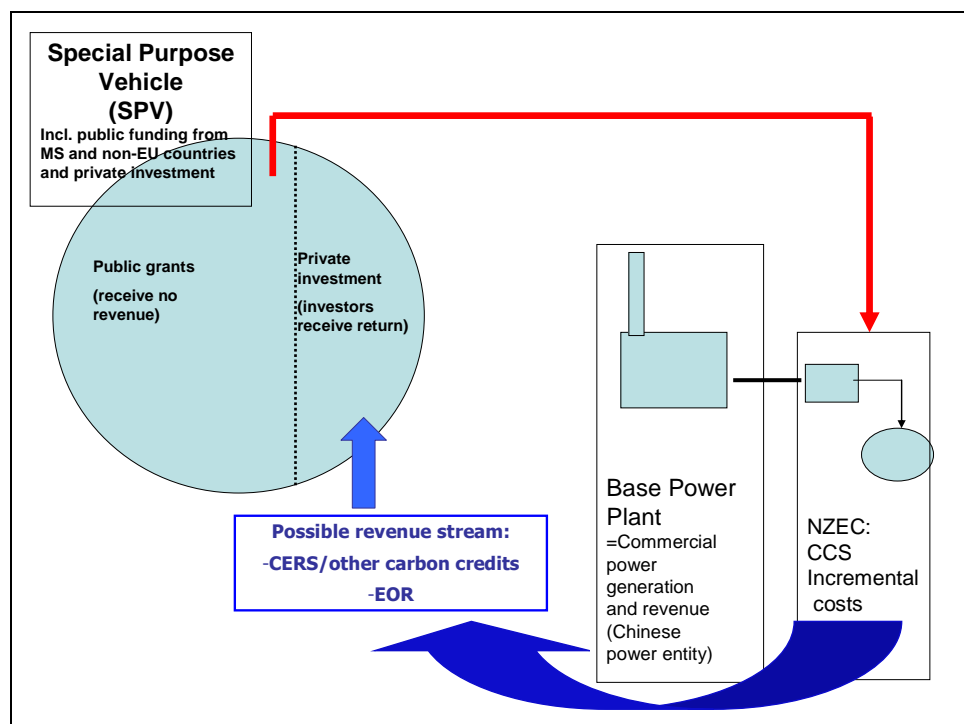 Special Purpose
Vehicle
(SPV)
Incl. public funding from
MS and non-EU countries
and private investment
Public grants
(receive no
revenue)
Private
investment
(investors
receive return)
Possible revenue stream:
-CERS/other carbon credits
-EOR
Base Power
Plant
=Commercial
power
generation
and revenue
(Chinese
power entity)
NZEC:
CCS
Incremental
costs